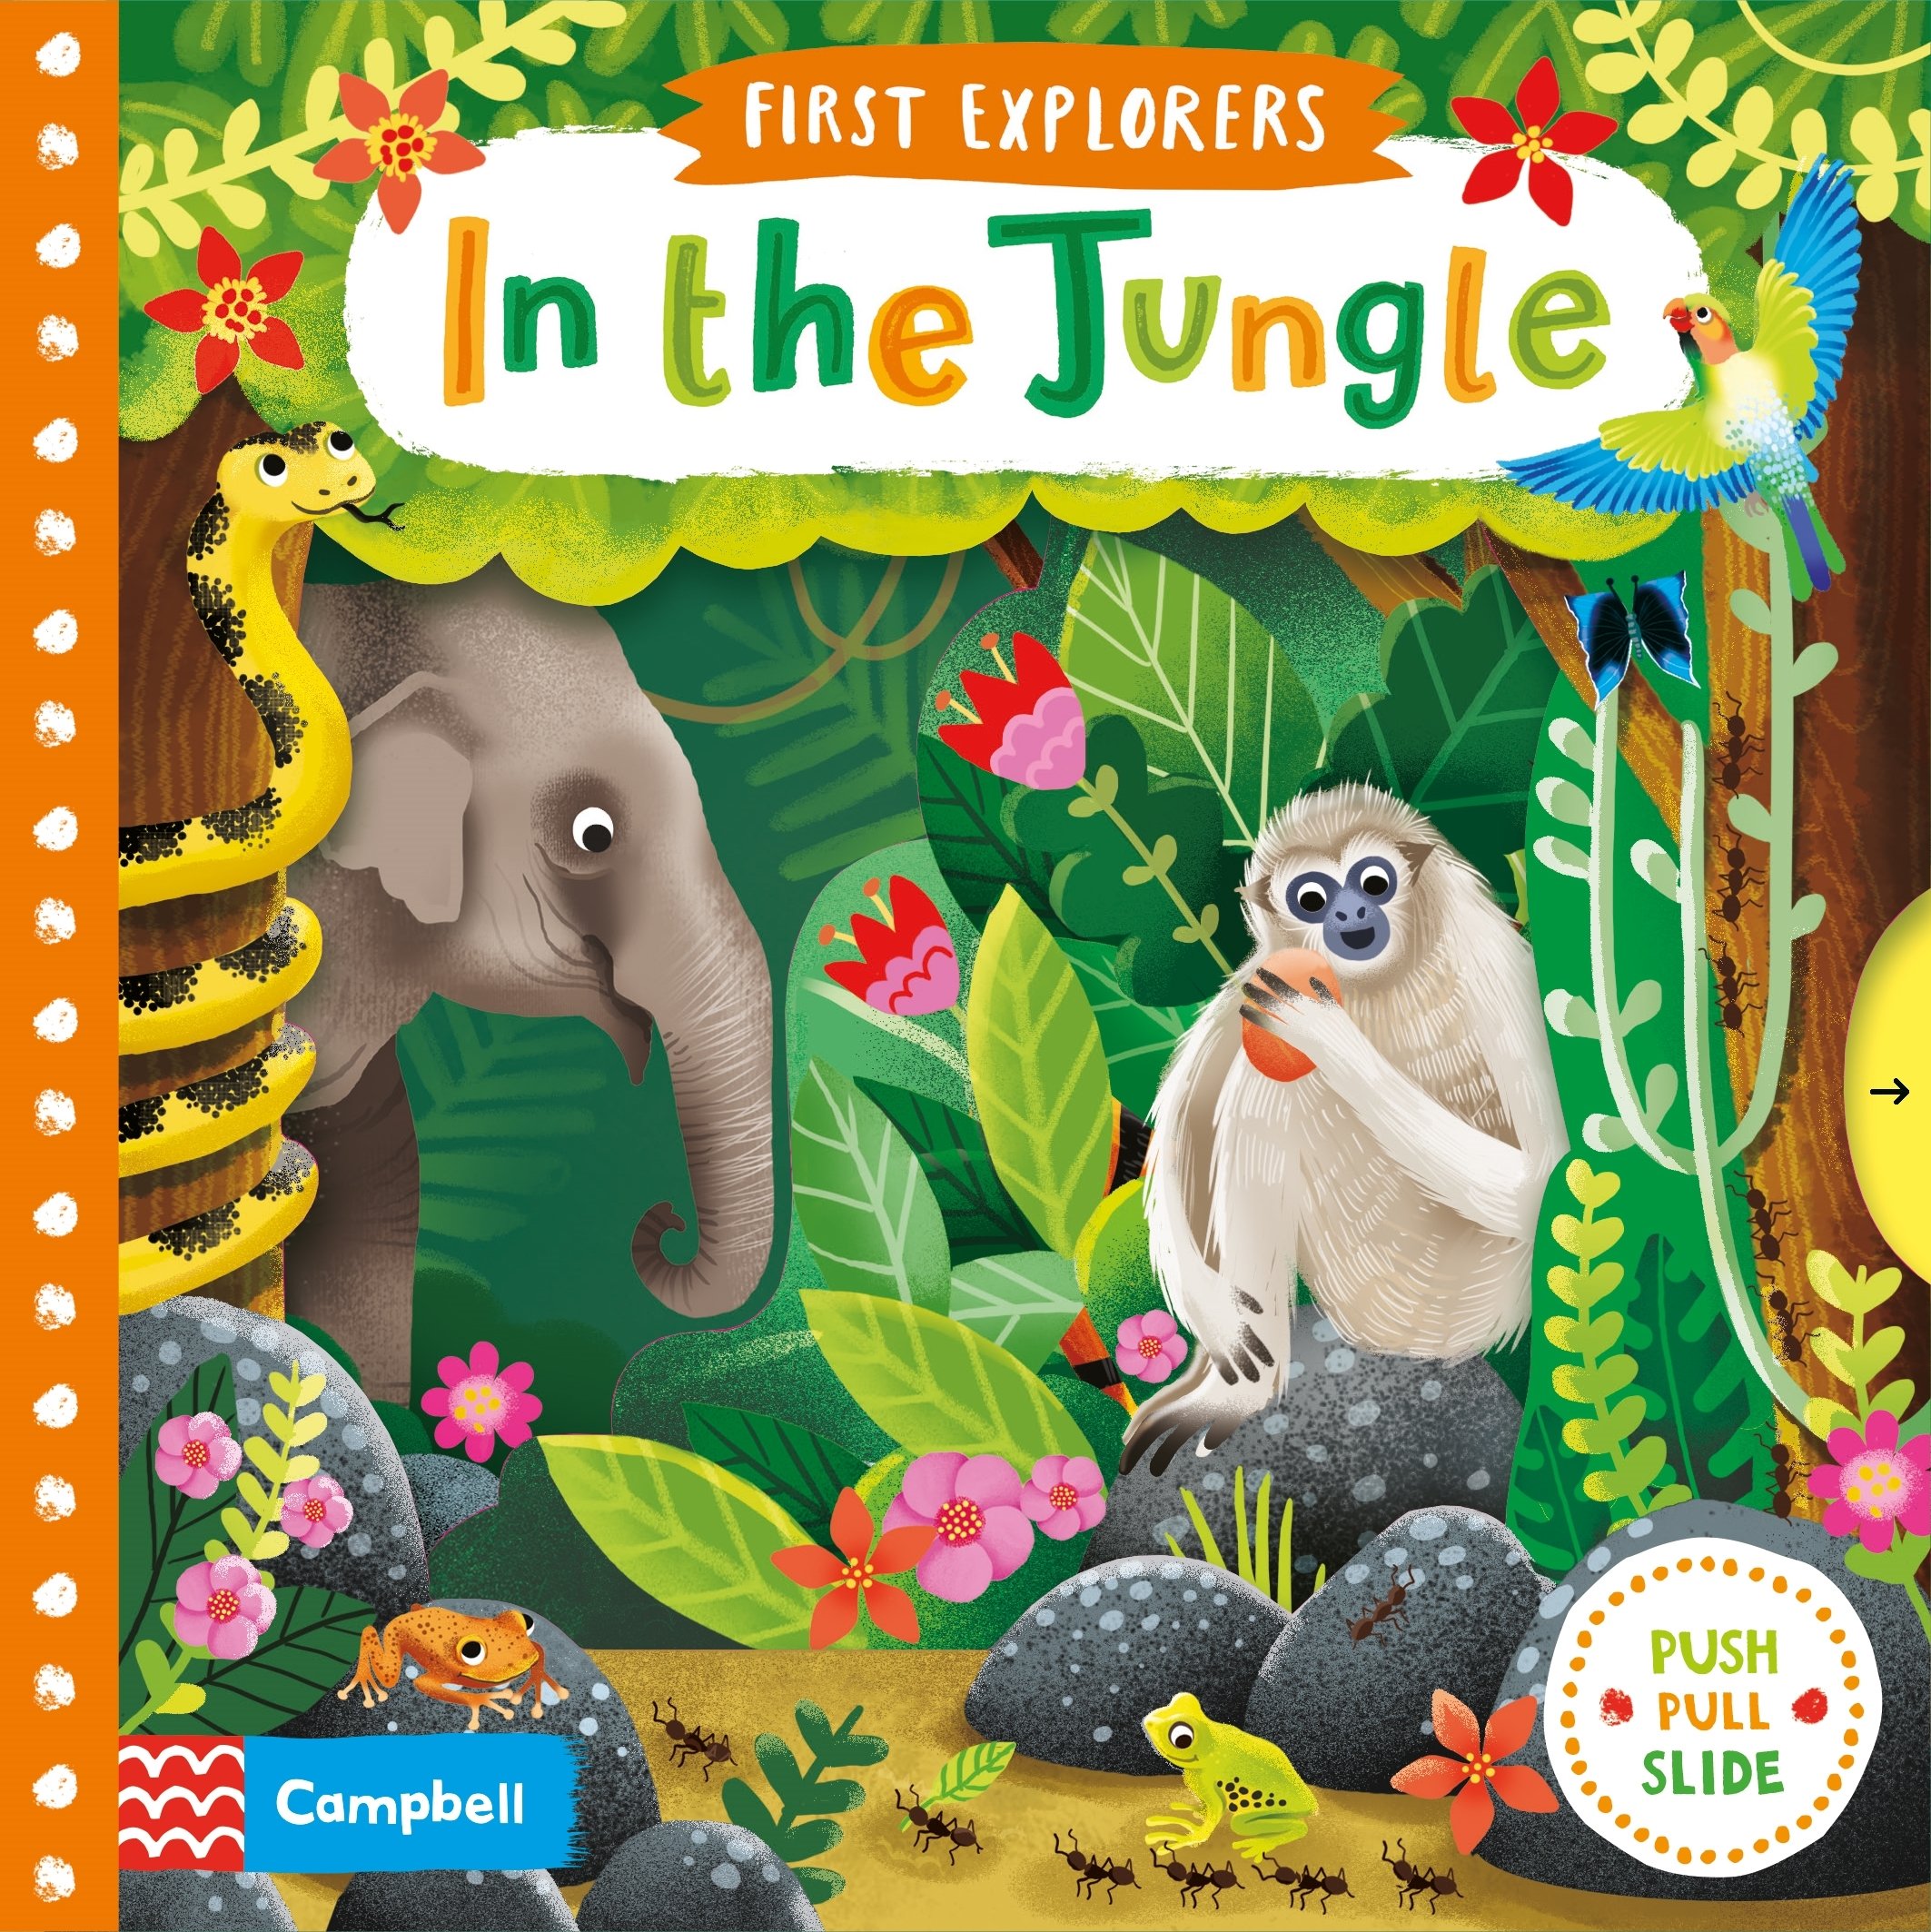 FIRST EXPLORERS
In the Jungle
PUSH
PULL
SLIDE
Campbell